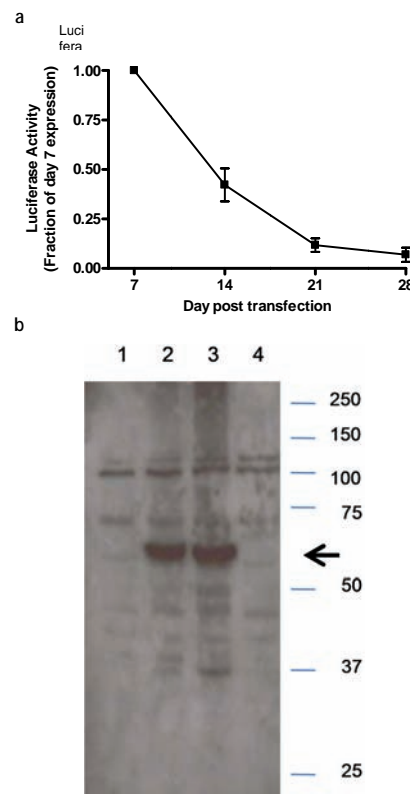 a
Luci
fera
Luciferase Activity
(Fraction of day 7 expression)
1.00
0.75
0.50
0.25
0.00
7 14 21 28
Day post transfection
b
1 2 3 4
250
150
100
75
50
37
25